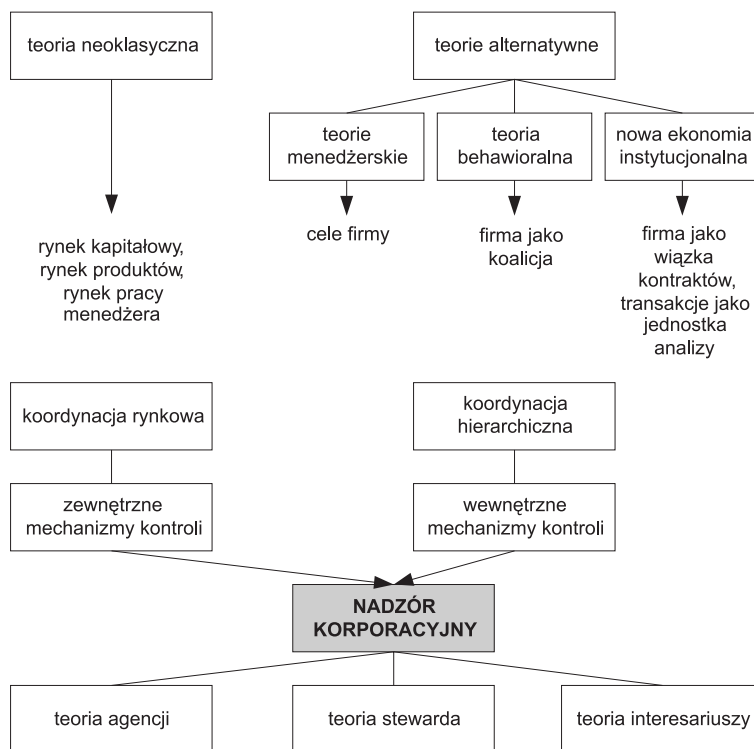 teoria neoklasyczna
teorie alternatywne
teorie
menedżerskie
teoria
behawioralna
nowa ekonomia
instytucjonalna
rynek kapitałowy,
rynek produktów,
rynek pracy
menedżera
cele firmy
firma jako
koalicja
firma jako
wiązka
kontraktów,
transakcje jako
jednostka
analizy
koordynacja rynkowa
koordynacja
hierarchiczna
zewnętrzne
mechanizmy kontroli
wewnętrzne
mechanizmy kontroli
NADZÓR
KORPORACYJNY
teoria agencji
teoria stewarda
teoria interesariuszy